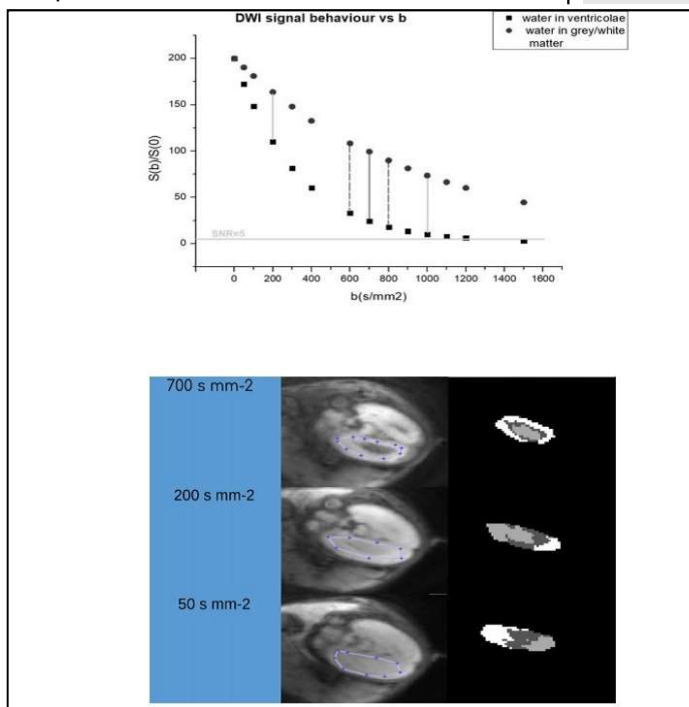 DWI signal behaviour vs b
■ water in ventricolae
● water in grey/white
matter
200
150
100
50
0
S(b)/S(0)
SNR=5
0 200 400 600 800 1000 1200 1400 1600
b(s/mm2)
700 s mm-2
200 s mm-2
50 s mm-2